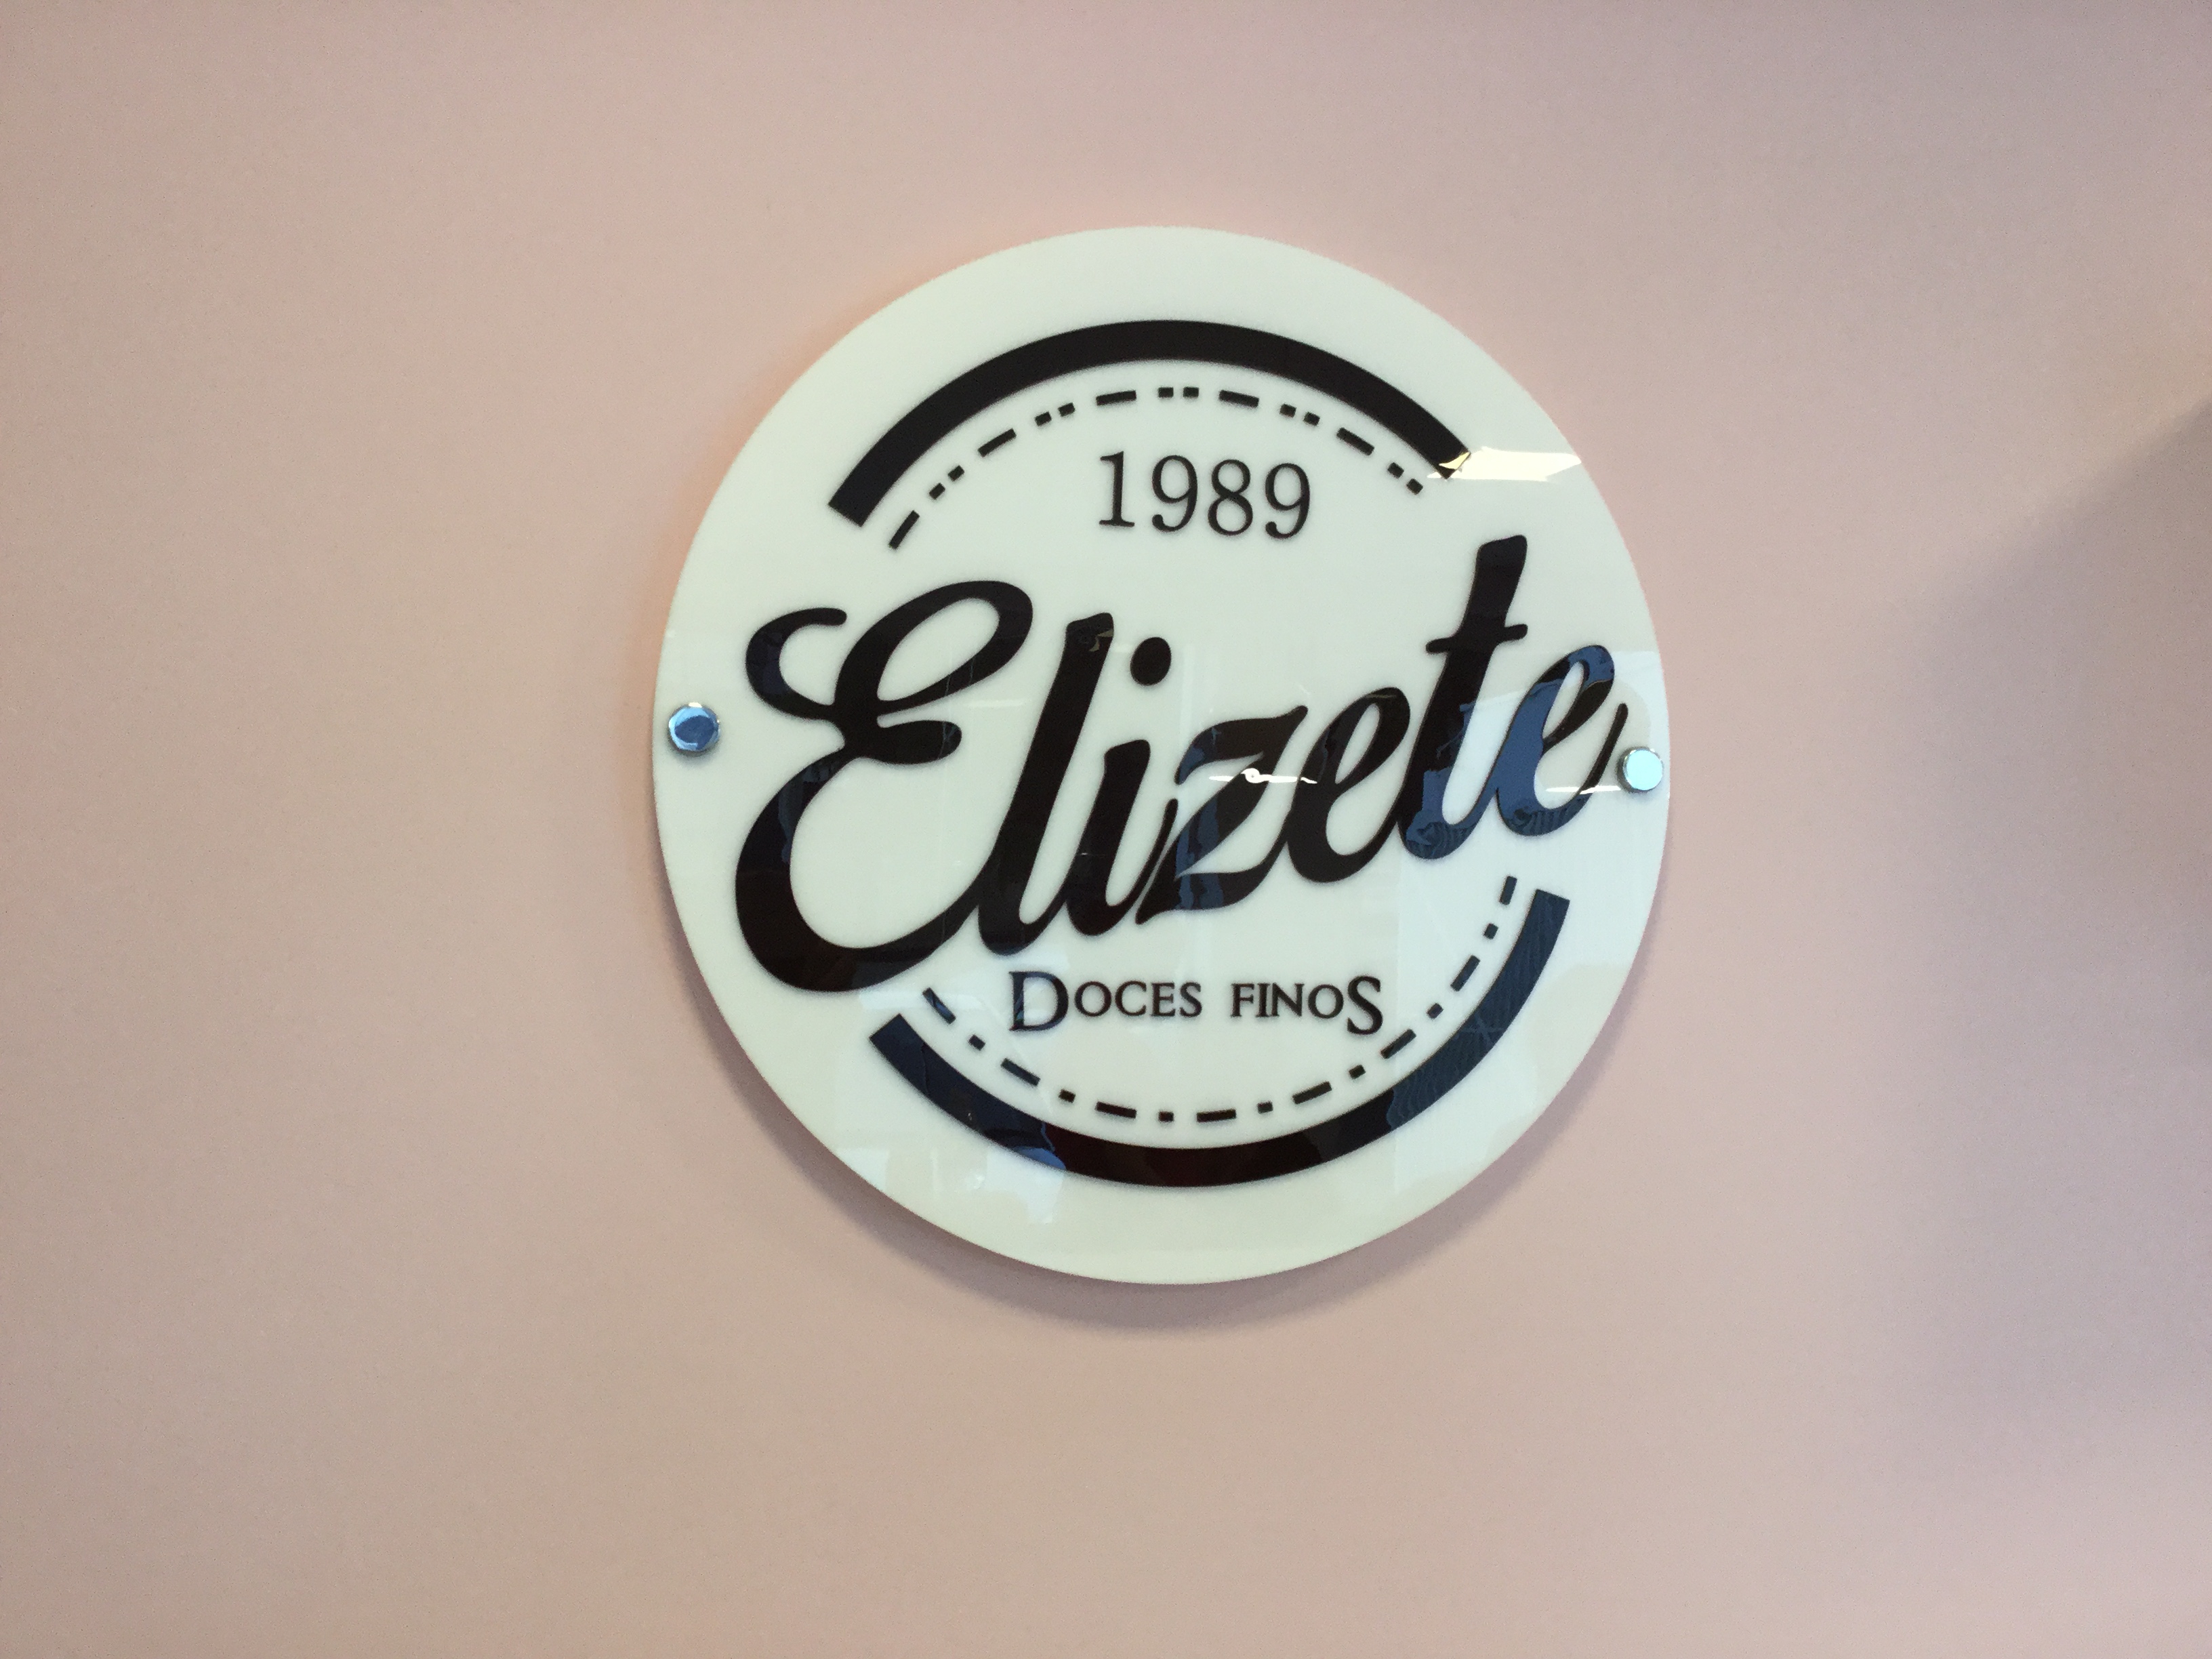 1989
Elizete
DOCES FINOS